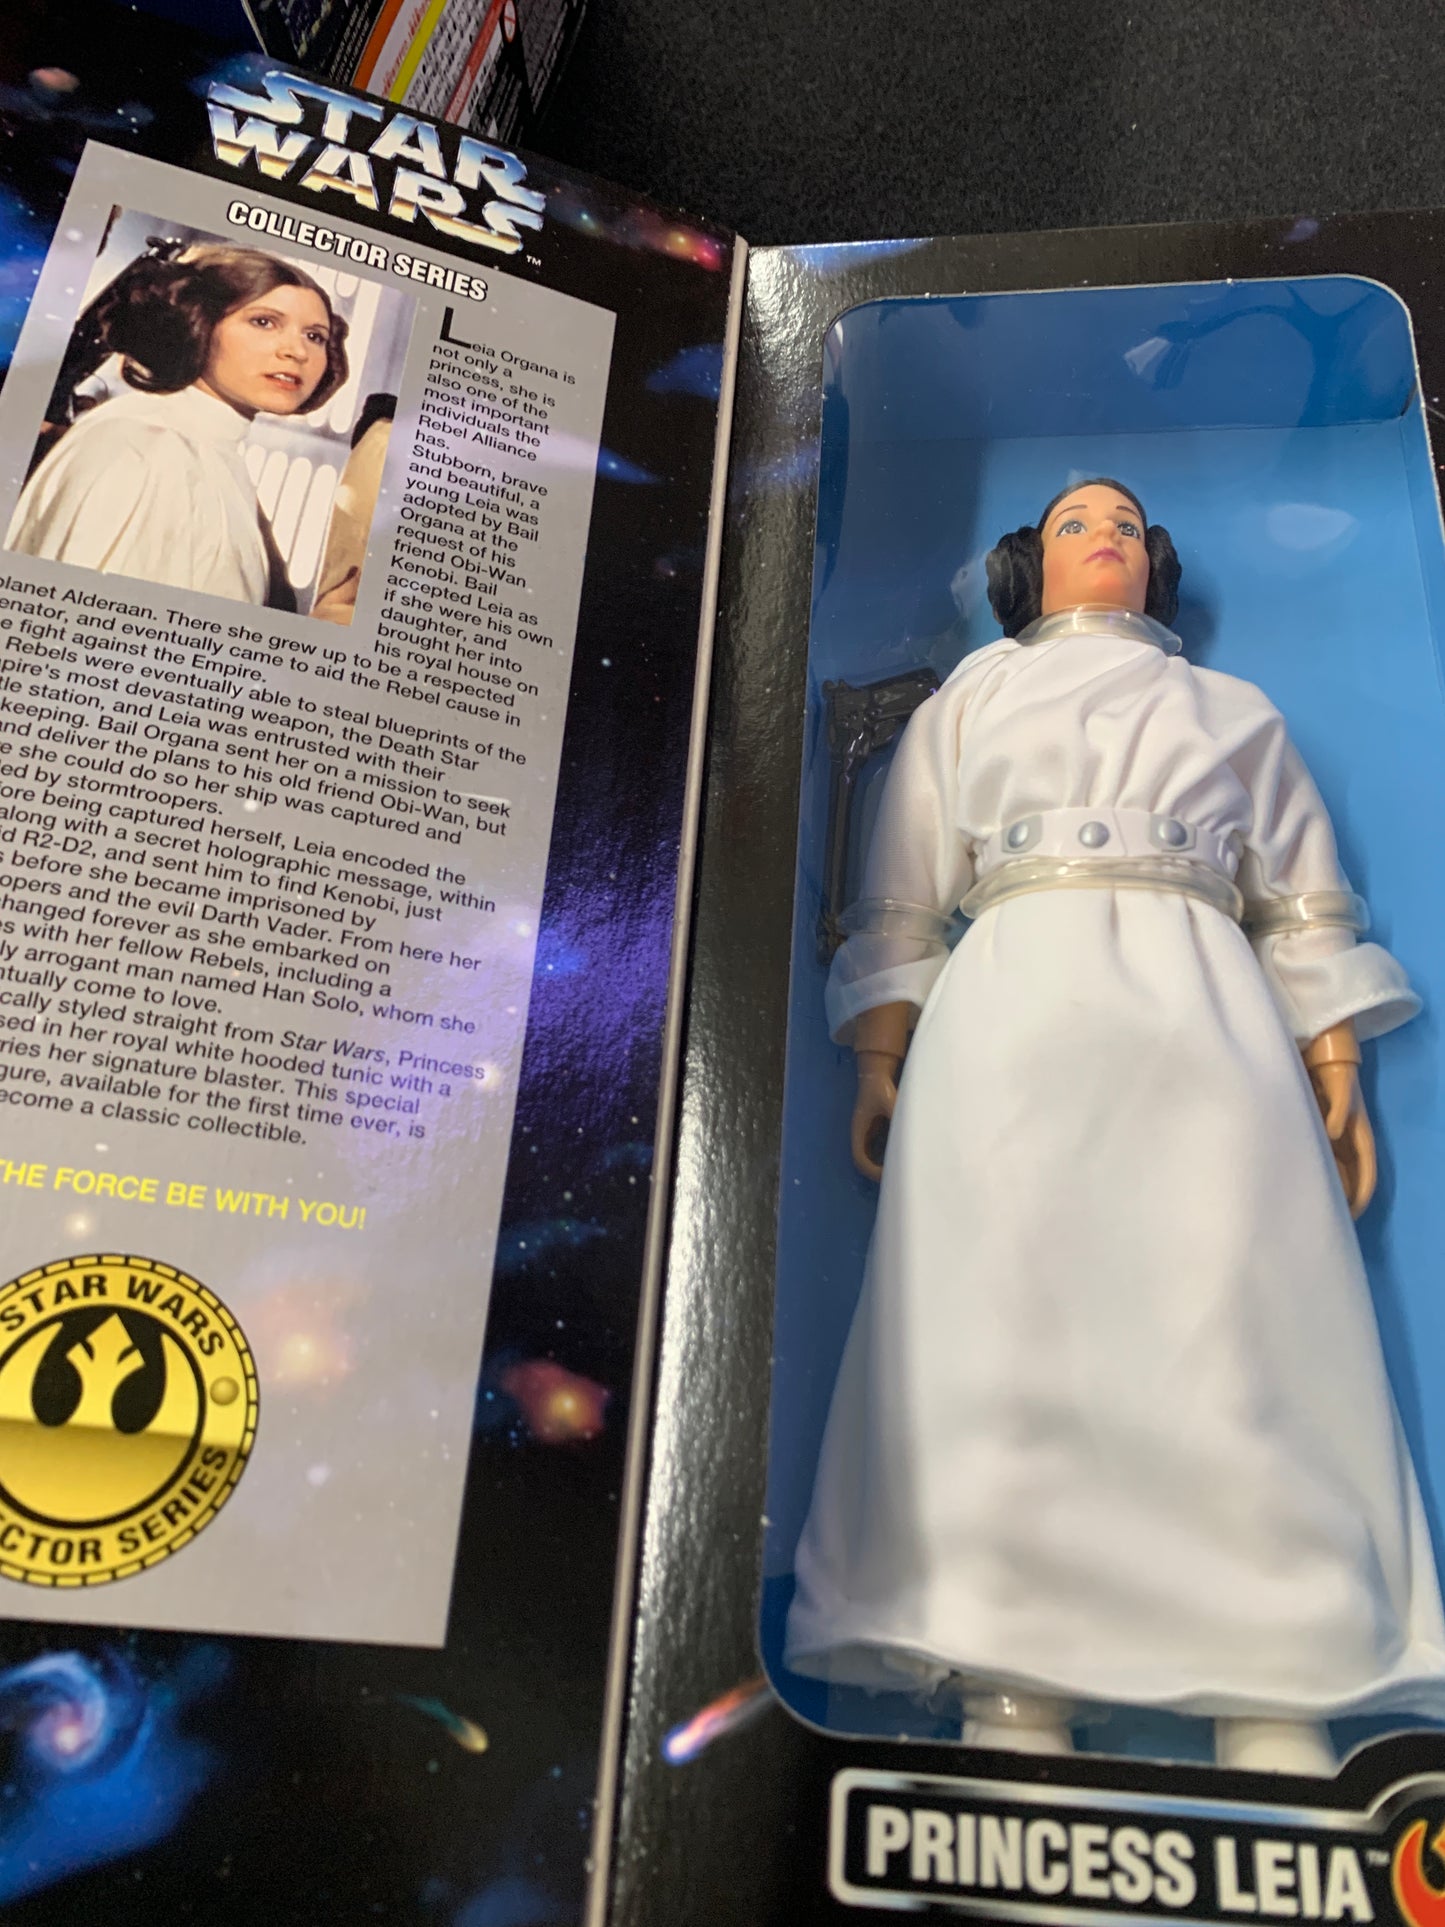 STAR
WARS™
COLLECTOR SERIES
Leia Organa is
not only a
princess, she is
also one of the
most important
individuals the
Rebel Alliance
has.
Stubborn, brave
and beautiful, a
young Leia was
adopted by Bail
Organa at the
request of his
friend Obi-Wan
Kenobi. Bail
accepted Leia as
if she were his own
daughter, and
brought her into
his royal house on
planet Alderaan. There she grew up to be a respected
enator, and eventually came to aid the Rebel cause in
e fight against the Empire.
Rebels were eventually able to steal blueprints of the
pire's most devastating weapon, the Death Star
tle station, and Leia was entrusted with their
keeping. Bail Organa sent her on a mission to seek
nd deliver the plans to his old friend Obi-Wan, but
re she could do so her ship was captured and
ed by stormtroopers.
ore being captured herself, Leia encoded the
along with a secret holographic message, within
id R2-D2, and sent him to find Kenobi, just
s before she became imprisoned by
opers and the evil Darth Vader. From here her
hanged forever as she embarked on
es with her fellow Rebels, including a
ly arrogant man named Han Solo, whom she
ntually come to love.
ically styled straight from Star Wars, Princess
sed in her royal white hooded tunic with a
ries her signature blaster. This special
gure, available for the first time ever, is
ecome a classic collectible.
THE FORCE BE WITH YOU!
STAR WARS
CTOR SERIES
PRINCESS LEIA™